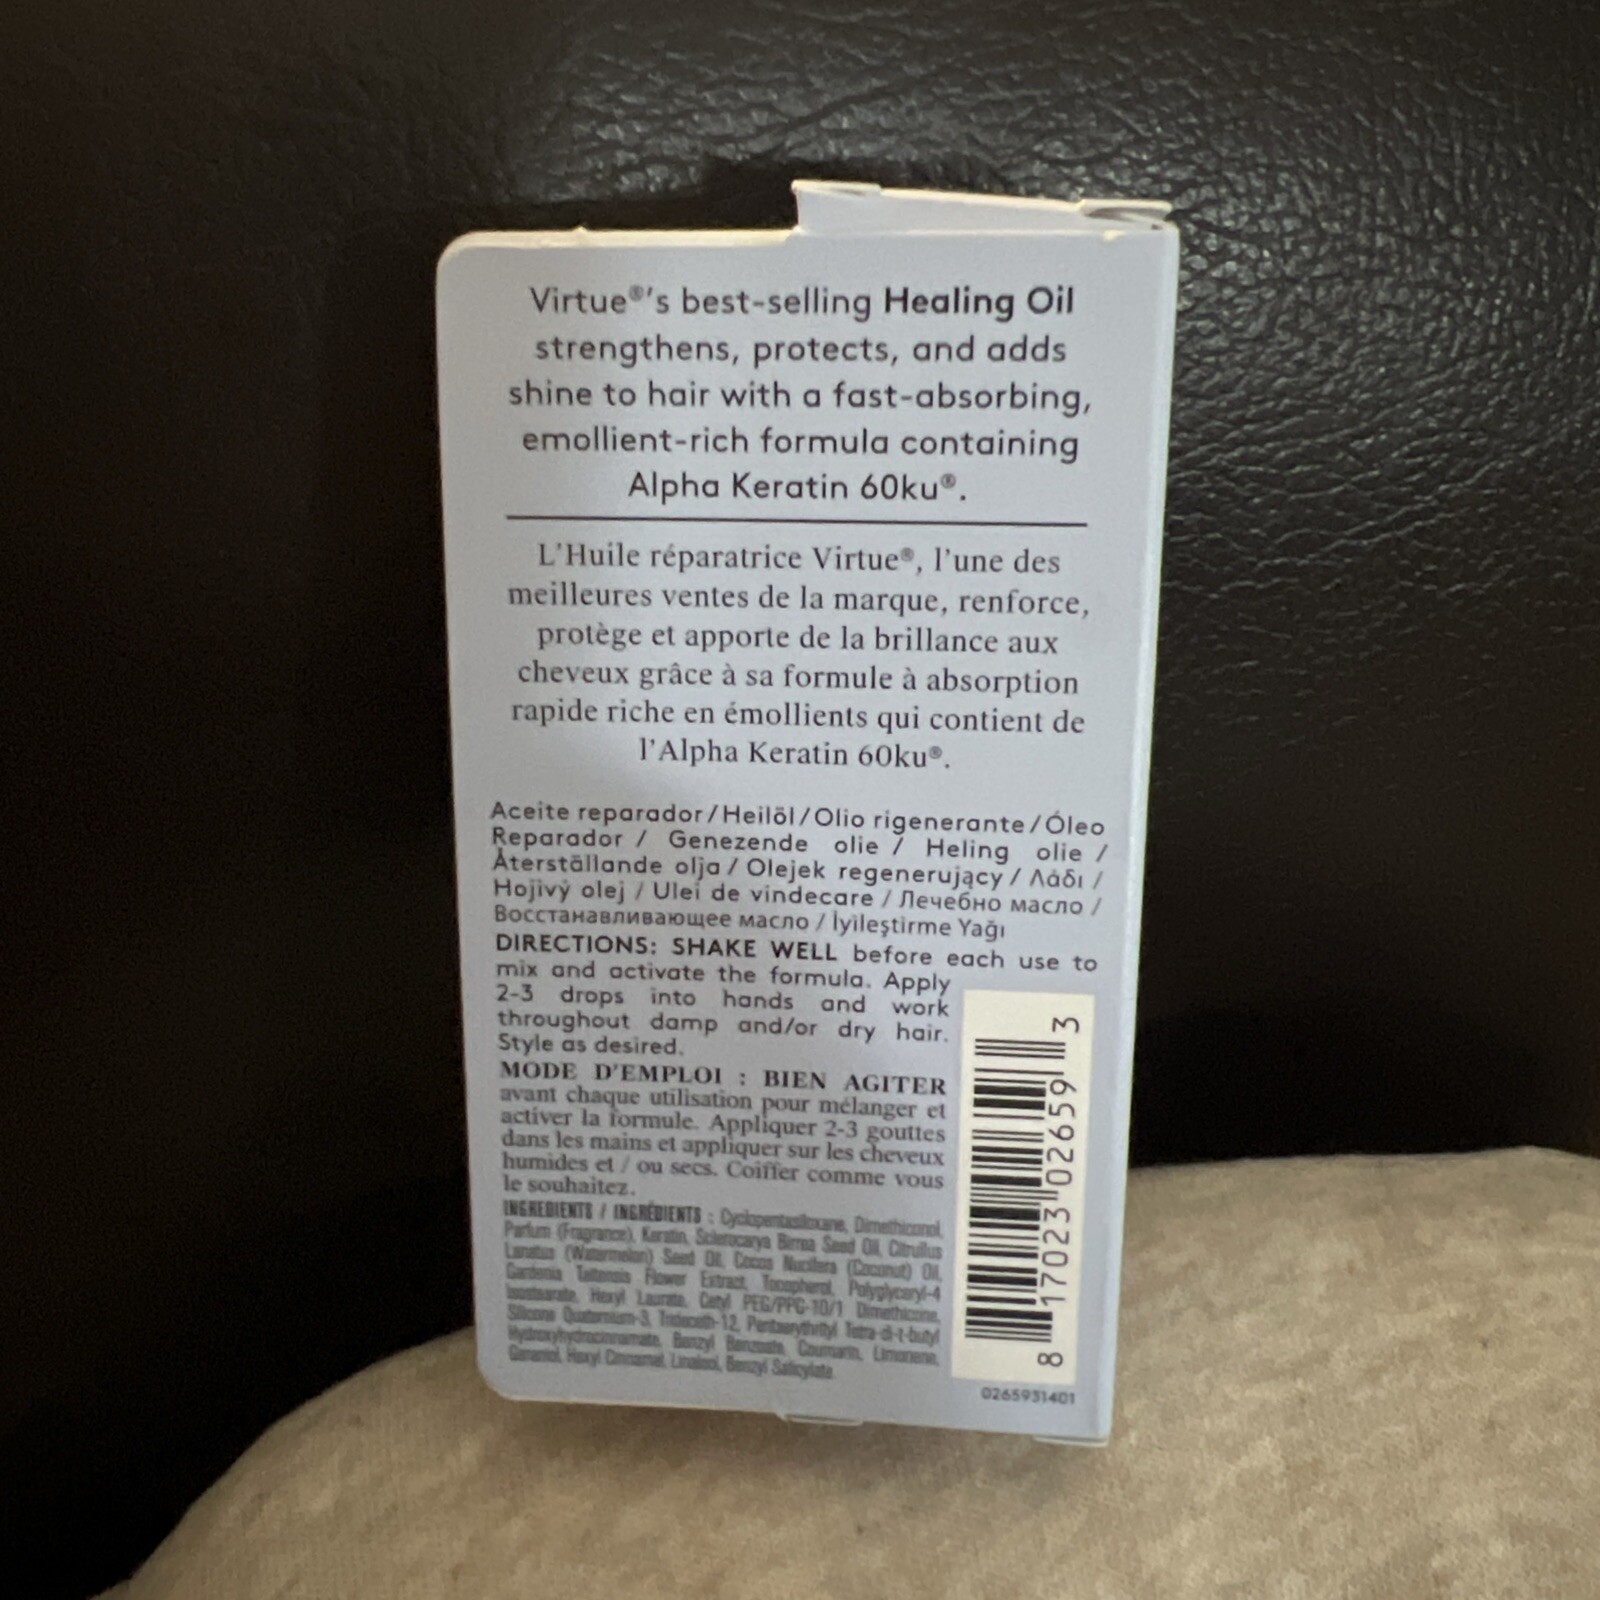 Virtue®'s best-selling Healing Oil
strengthens, protects, and adds
shine to hair with a fast-absorbing,
emollient-rich formula containing
Alpha Keratin 60ku®.
L'Huile réparatrice Virtue®, l'une des
meilleures ventes de la marque, renforce,
protège et apporte de la brillance aux
cheveux grâce à sa formule à absorption
rapide riche en émollients qui contient de
l'Alpha Keratin 60ku®.
Aceite reparador/Heilöl/Olio rigenerante/Óleo
Reparador / Genezende olie / Heling olie /
Återställande olja / Olejek regenerujący / Λάδι /
Hojivý olej / Ulei de vindecare / Лечебно масло /
Восстанавливающее масло / İyileştirme Yağı
DIRECTIONS: SHAKE WELL before each use to
mix and activate the formula. Apply
2-3 drops into hands and work
throughout damp and/or dry hair.
Style as desired.
MODE D'EMPLOI : BIEN AGITER
avant chaque utilisation pour mélanger et
activer la formule. Appliquer 2-3 gouttes
dans les mains et appliquer sur les cheveux
humides et / ou secs. Coiffer comme vous
le souhaitez.
INGREDIENTS / INGRÉDIENTS : Cyclopentasiloxane, Dimethiconol,
Parfum (Fragrance), Keratin, Sclerocarya Birrea Seed Oil, Citrullus
Lanatus (Watermelon) Seed Oil, Cocos Nucifera (Coconut) Oil,
Gardenia Taitensis Flower Extract, Tocopherol, Polyglyceryl-4
Isostearate, Hexyl Laurate, Cetyl PEG/PPG-10/1 Dimethicone,
Silicone Quaternium-3, Trideceth-12, Pentaerythrityl Tetra-di-t-butyl
Hydroxyhydrocinnamate, Benzyl Benzoate, Coumarin, Limonene,
Geraniol, Hexyl Cinnamal, Linalool, Benzyl Salicylate.
8 17023 02659 3
0265931401